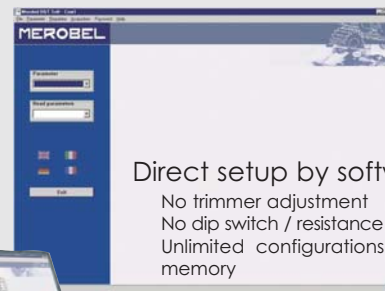 MEROBEL
Parameter
Read parameters
Exit
Direct setup by softw
No trimmer adjustment
No dip switch / resistance
Unlimited configurations
memory